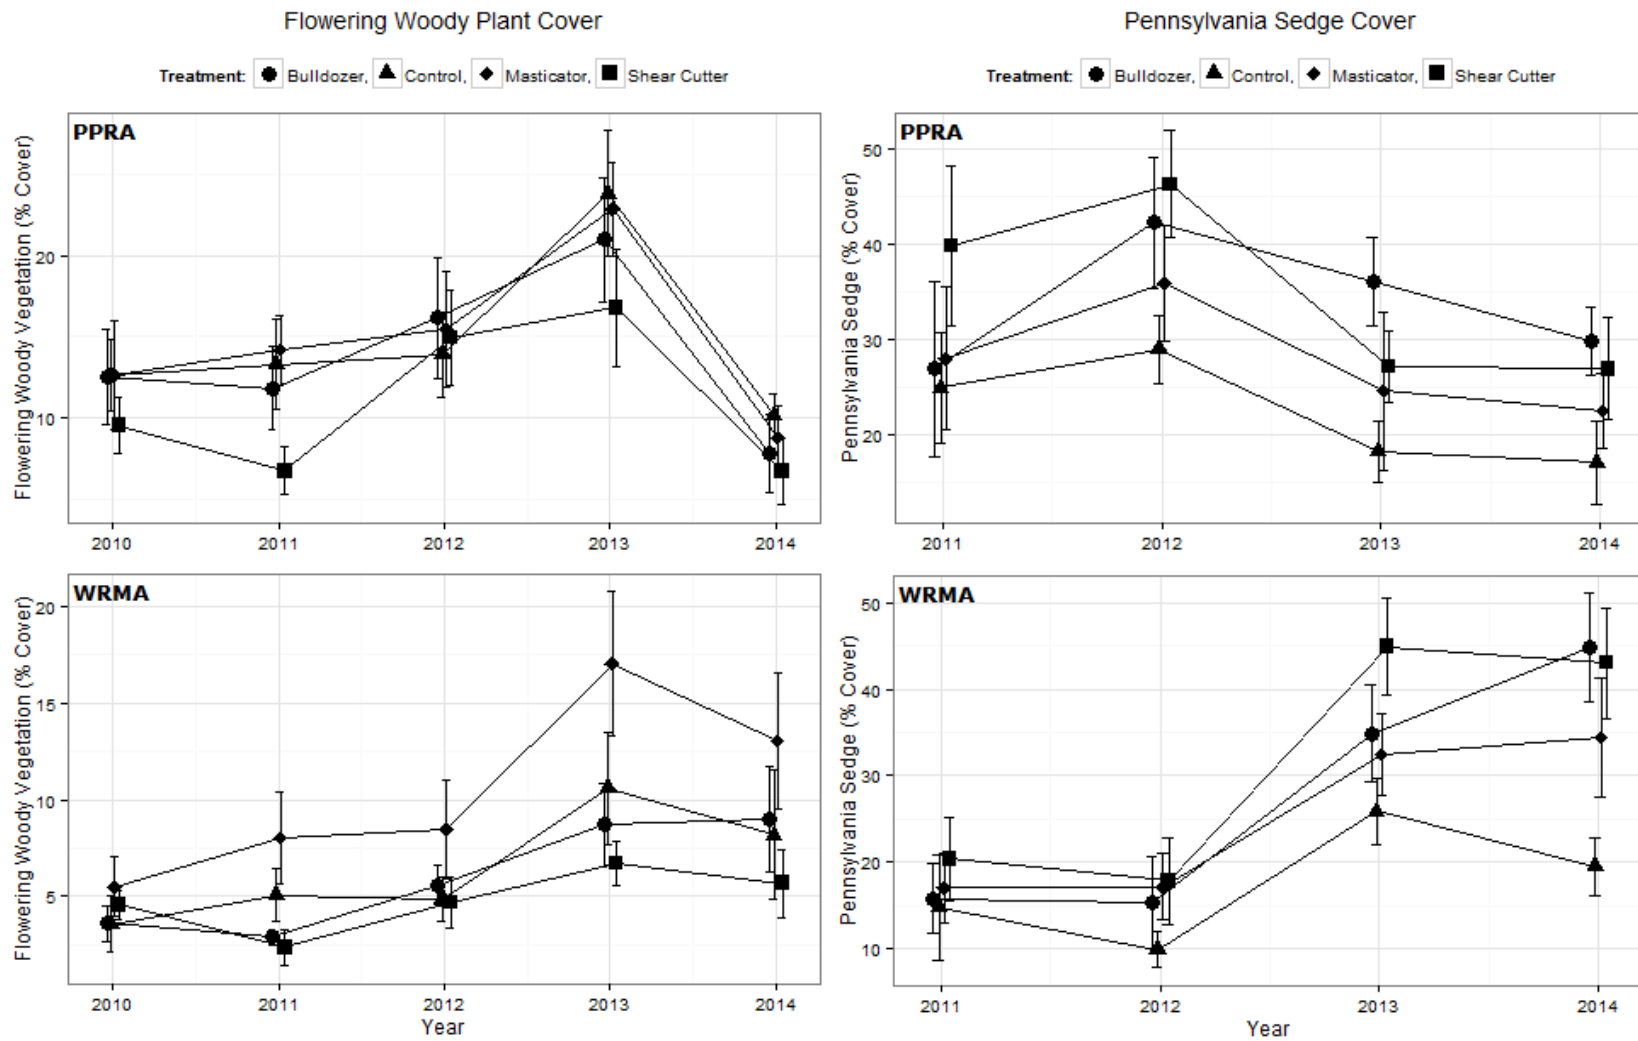 Flowering Woody Plant Cover
Treatment: Bulldozer, Control, Masticator, Shear Cutter
PPRA
Flowering Woody Vegetation (% Cover)
20
10
2010 2011 2012 2013 2014
WRMA
Flowering Woody Vegetation (% Cover)
20
15
10
5
2010 2011 2012 2013 2014
Year
Pennsylvania Sedge Cover
Treatment: Bulldozer, Control, Masticator, Shear Cutter
PPRA
Pennsylvania Sedge (% Cover)
50
40
30
20
2011 2012 2013 2014
WRMA
Pennsylvania Sedge (% Cover)
50
40
30
20
10
2011 2012 2013 2014
Year